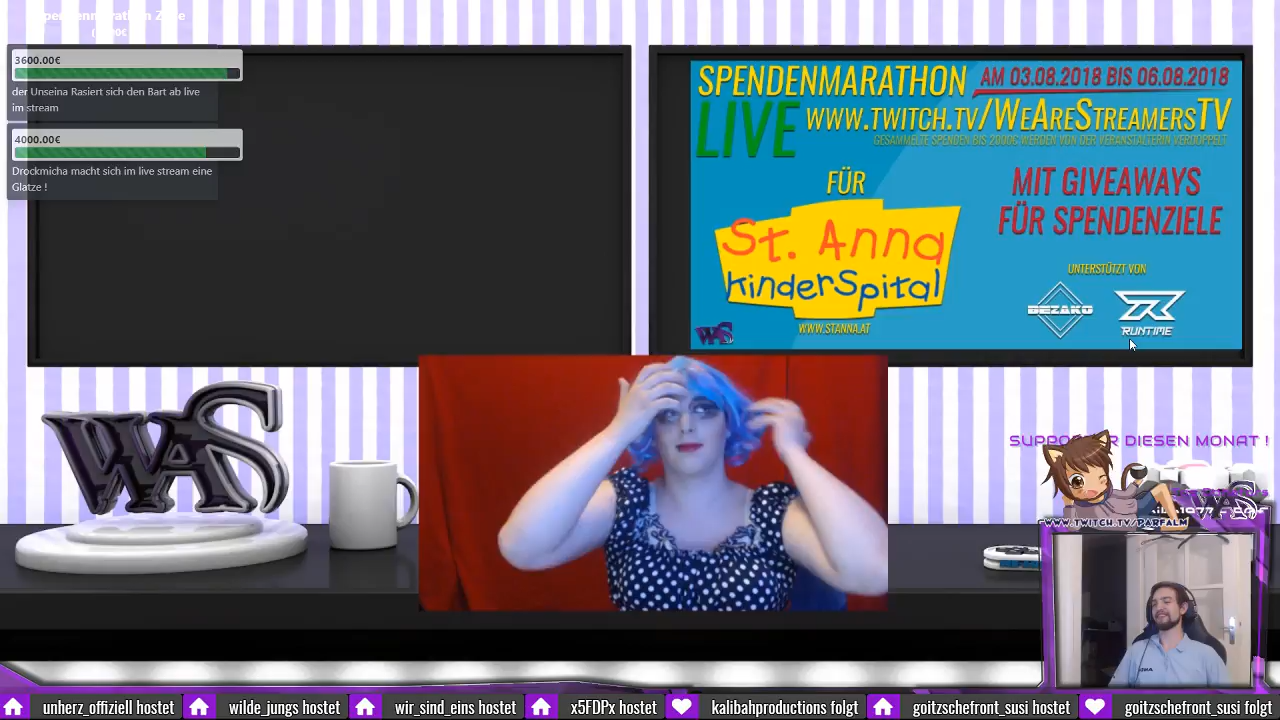 3600.00€
der Unseina Rasiert sich den Bart ab live
im stream
4000.00€
Drockmicha macht sich im live stream eine
Glatze !
SPENDENMARATHON AM 03.08.2018 BIS 06.08.2018
LIVE WWW.TWITCH.TV/WEARESTREAMERSTV
GESAMMELTE SPENDEN BIS 2000€ WERDEN VON DER VERANSTALTERIN VERDOPPELT
FÜR
MIT GIVEAWAYS
FÜR SPENDENZIELE
St. Anna
KinderSpital
WWW.STANNA.AT
UNTERSTÜTZT VON
BEZAKO
RUNTIME
WAS
WAS
DIESEN MONAT !
WWW.TWITCH.TV/PARFALM
unherz_offiziell hostet
wilde_jungs hostet
wir_sind_eins hostet
x5FDPx hostet
kalibahproductions folgt
goitzschefront_susi hostet
goitzschefront_susi folgt